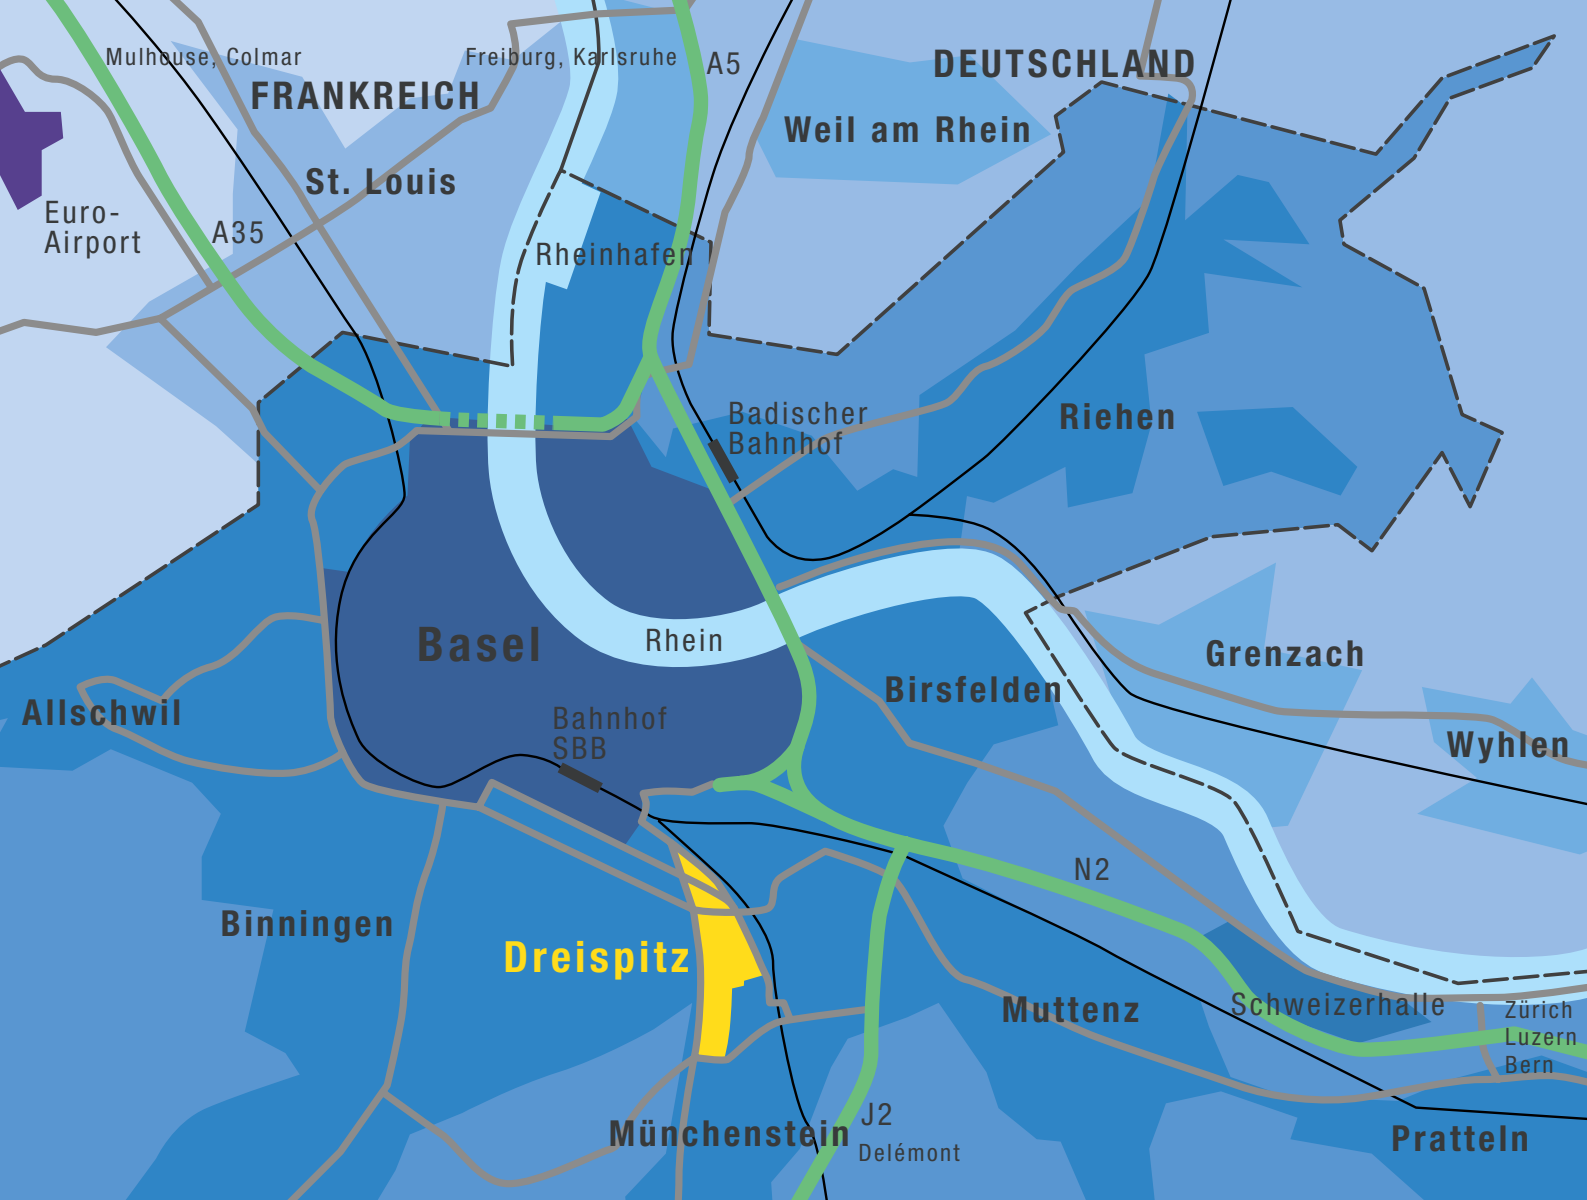 Mulhouse, Colmar
Freiburg, Karlsruhe
A5
DEUTSCHLAND
FRANKREICH
Weil am Rhein
St. Louis
Euro-
Airport
A35
Rheinhafen
Badischer
Bahnhof
Riehen
Basel
Rhein
Grenzach
Birsfelden
Allschwil
Bahnhof
SBB
Wyhlen
N2
Binningen
Dreispitz
Muttenz
Schweizerhalle
Zürich
Luzern
Bern
J2
Münchenstein
Delémont
Pratteln